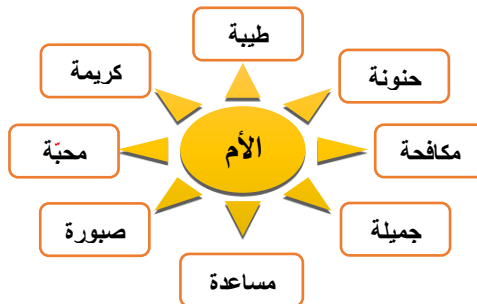 طيبة
حنونة
كريمة
الأم
مكافحة
محبّة
جميلة
صبورة
مساعدة